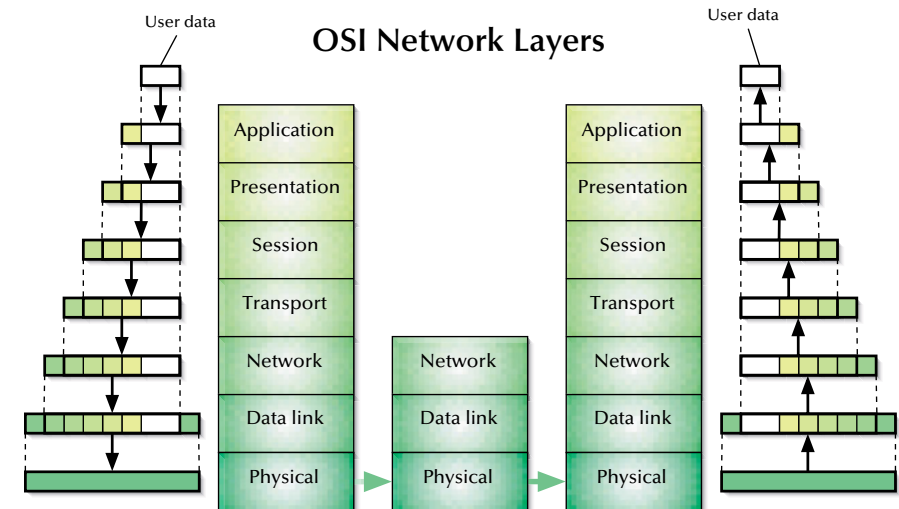 User data
User data
OSI Network Layers
Application
Application
Presentation
Presentation
Session
Session
Transport
Transport
Network
Network
Network
Data link
Data link
Data link
Physical
Physical
Physical